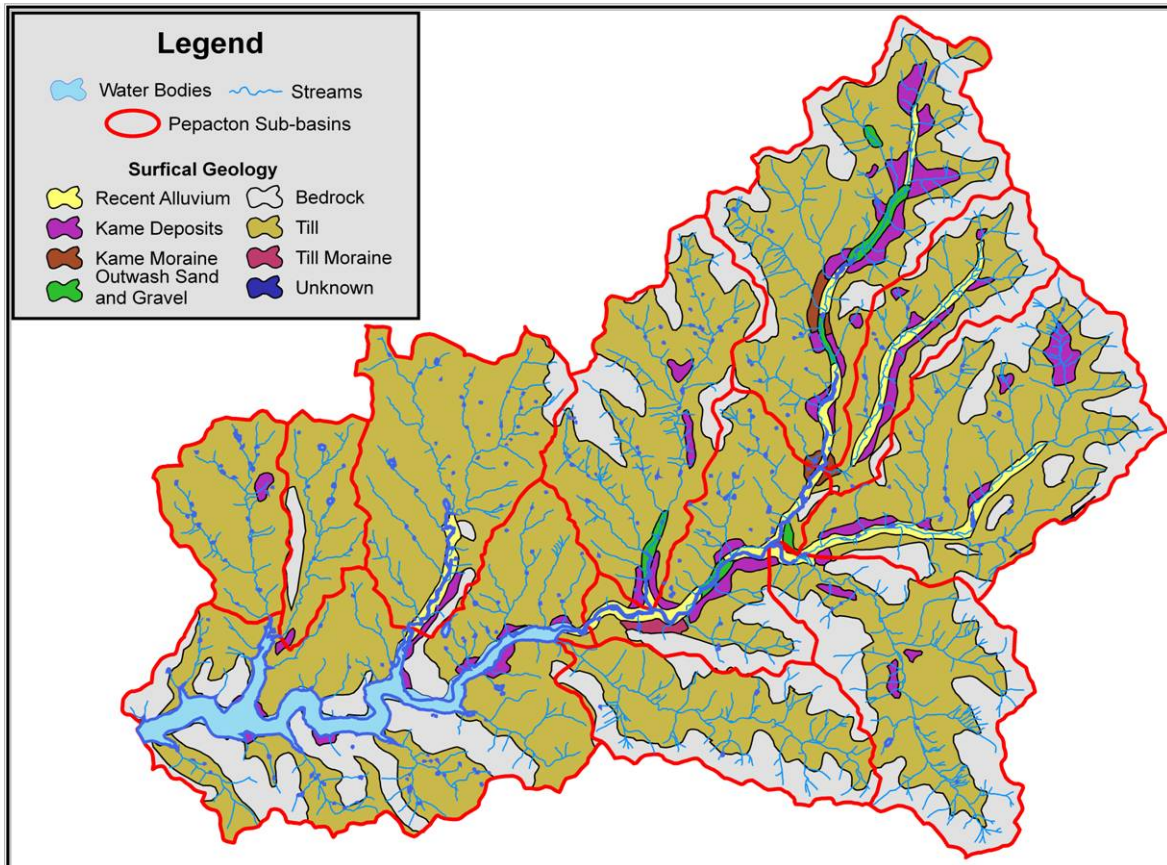 Legend
Water Bodies
Streams
Pepacton Sub-basins
Surfical Geology
Recent Alluvium
Bedrock
Kame Deposits
Till
Kame Moraine
Till Moraine
Outwash Sand
and Gravel
Unknown